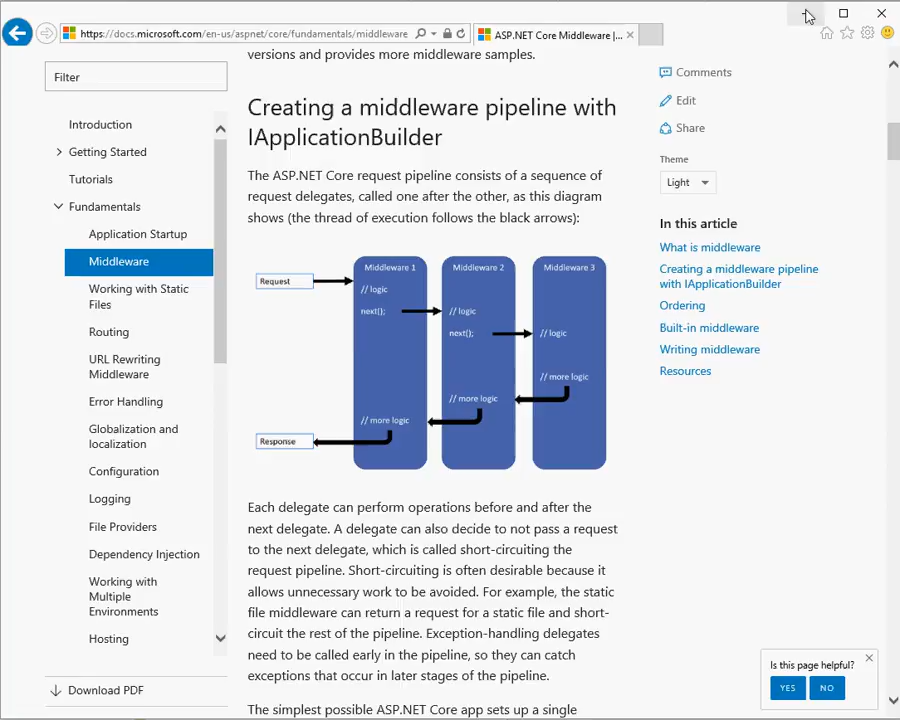 https://docs.microsoft.com/en-us/aspnet/core/fundamentals/middleware
ASP.NET Core Middleware |...
versions and provides more middleware samples.
Filter
Introduction
Getting Started
Tutorials
Fundamentals
Application Startup
Middleware
Working with Static
Files
Routing
URL Rewriting
Middleware
Error Handling
Globalization and
localization
Configuration
Logging
File Providers
Dependency Injection
Working with
Multiple
Environments
Hosting
Download PDF
Creating a middleware pipeline with
IApplicationBuilder
The ASP.NET Core request pipeline consists of a sequence of
request delegates, called one after the other, as this diagram
shows (the thread of execution follows the black arrows):
Middleware 1
Middleware 2
Middleware 3
Request
// logic
next();
// logic
next();
// logic
// more logic
// more logic
// more logic
Response
Each delegate can perform operations before and after the
next delegate. A delegate can also decide to not pass a request
to the next delegate, which is called short-circuiting the
request pipeline. Short-circuiting is often desirable because it
allows unnecessary work to be avoided. For example, the static
file middleware can return a request for a static file and short-
circuit the rest of the pipeline. Exception-handling delegates
need to be called early in the pipeline, so they can catch
exceptions that occur in later stages of the pipeline.
The simplest possible ASP.NET Core app sets up a single
Comments
Edit
Share
Theme
Light
In this article
What is middleware
Creating a middleware pipeline
with IApplicationBuilder
Ordering
Built-in middleware
Writing middleware
Resources
Is this page helpful?
YES
NO